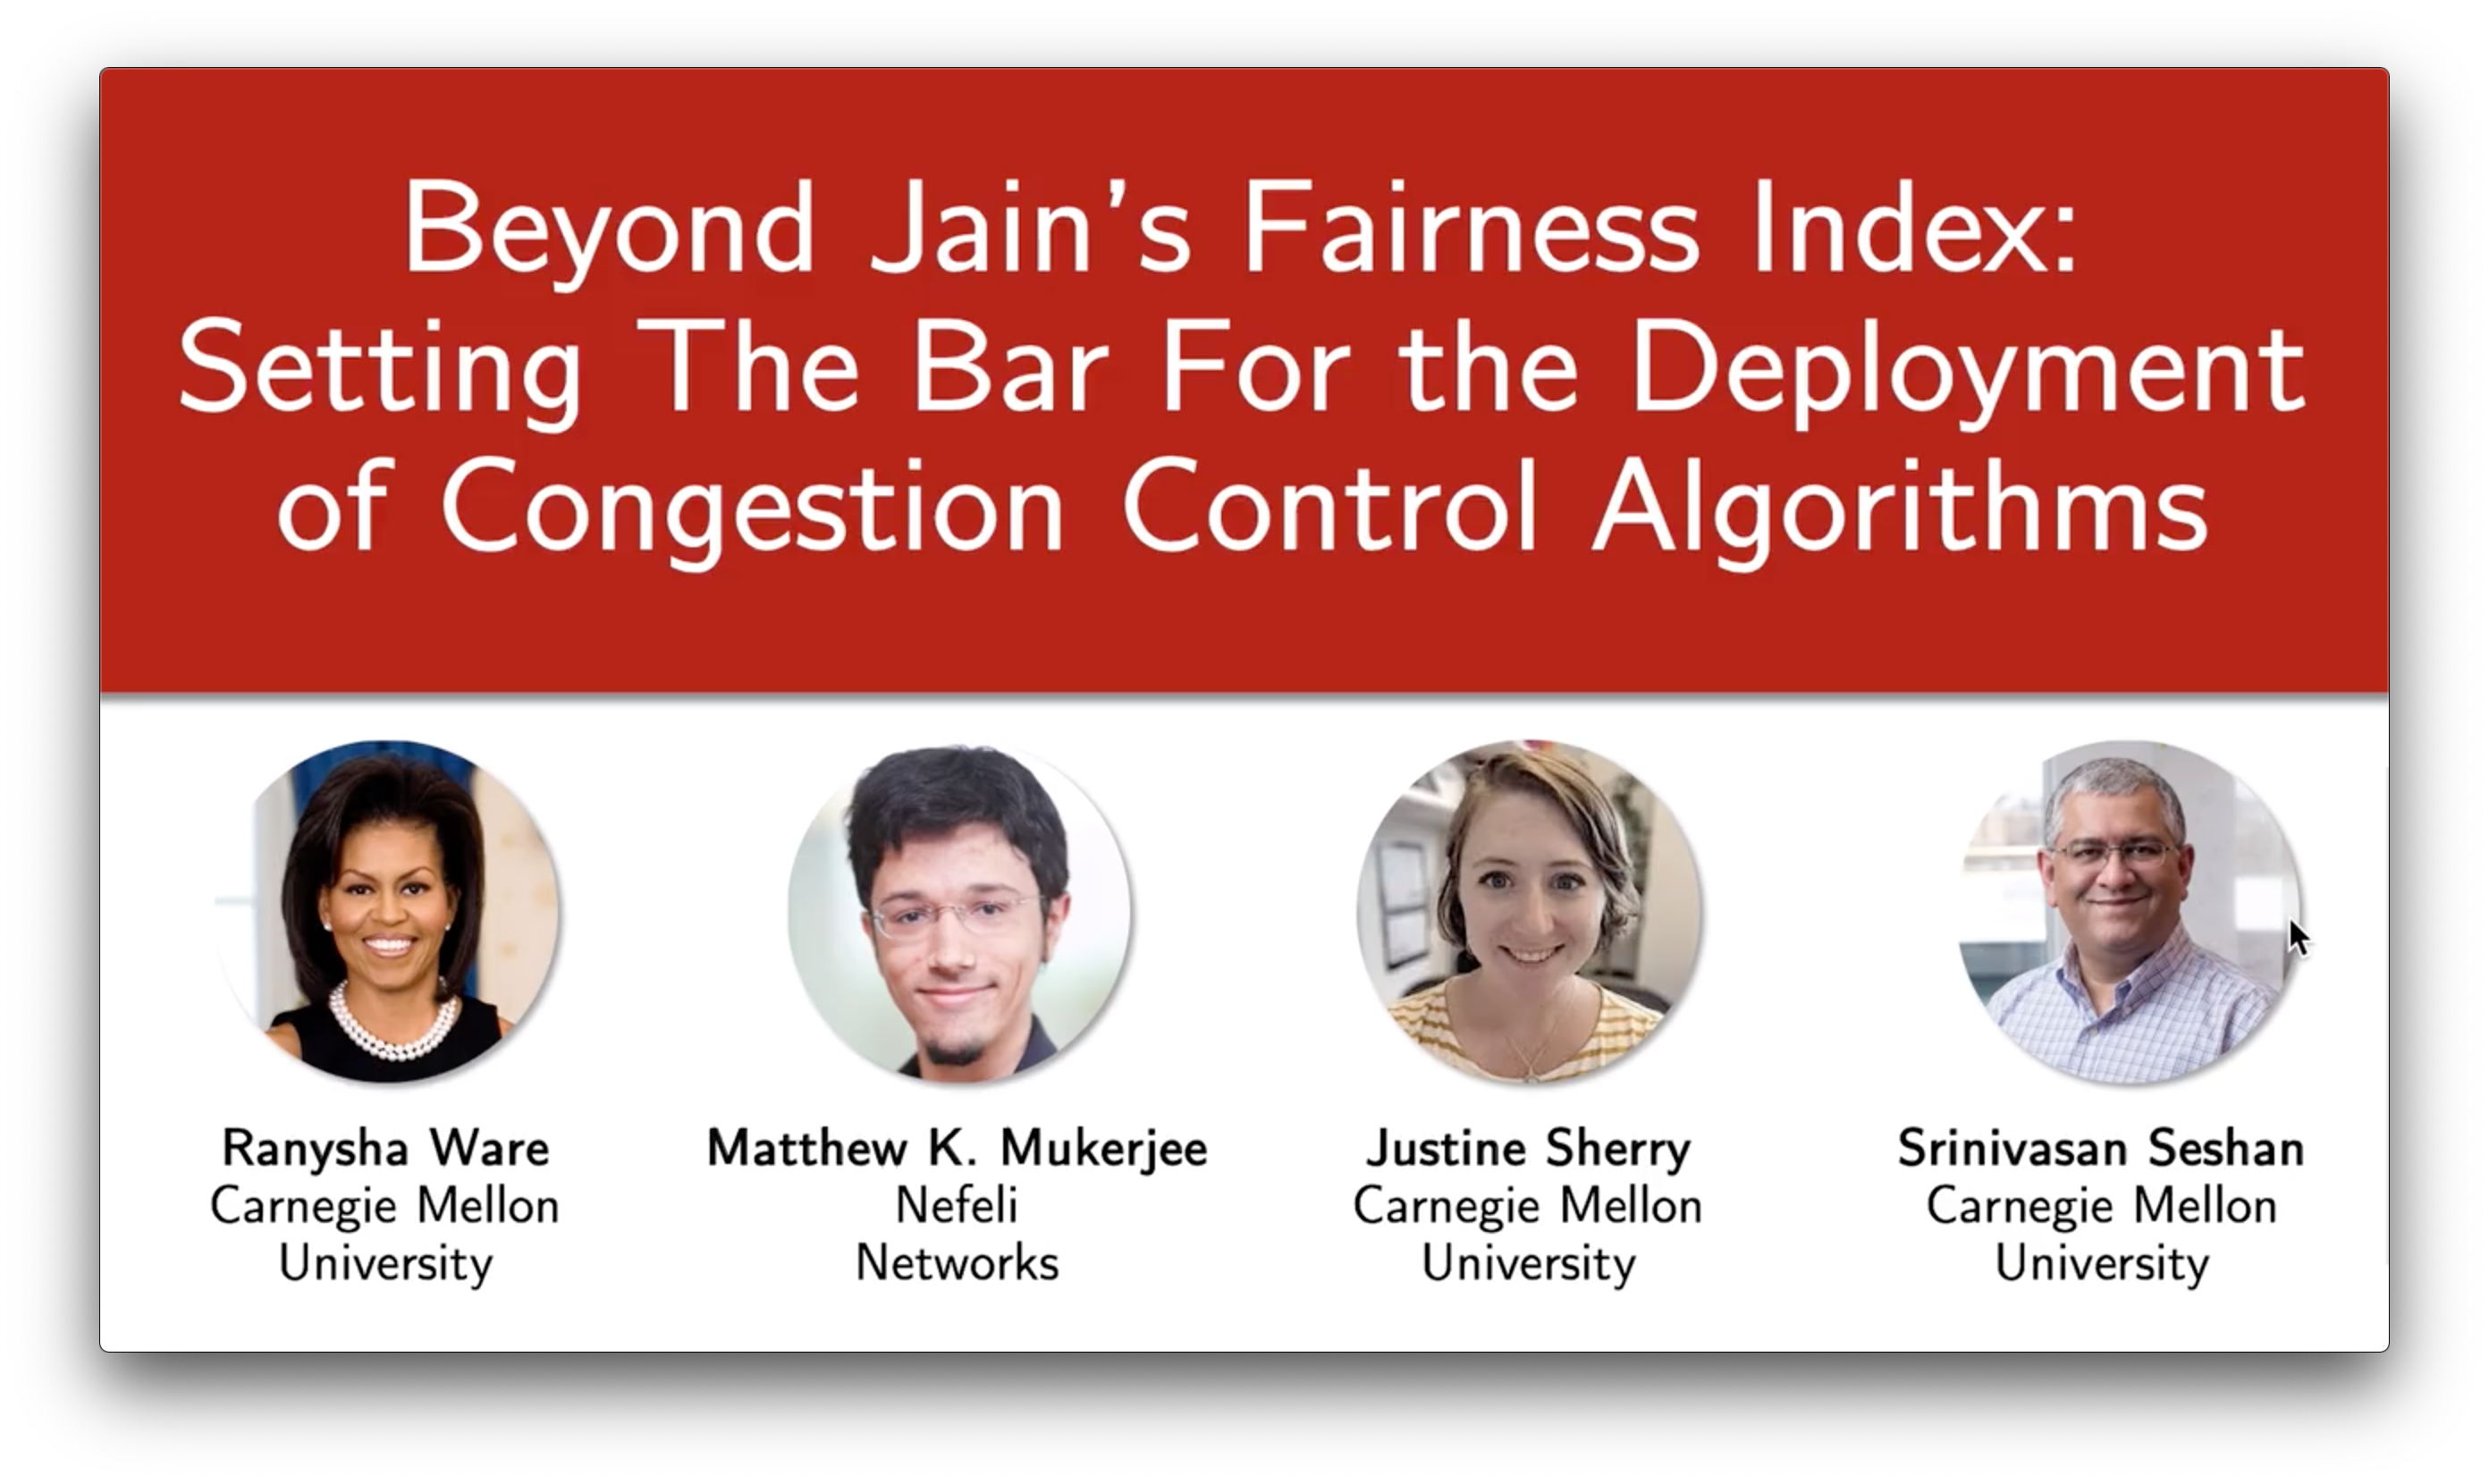 Beyond Jain's Fairness Index:
Setting The Bar For the Deployment
of Congestion Control Algorithms
Ranysha Ware
Carnegie Mellon
University
Matthew K. Mukerjee
Nefeli
Networks
Justine Sherry
Carnegie Mellon
University
Srinivasan Seshan
Carnegie Mellon
University